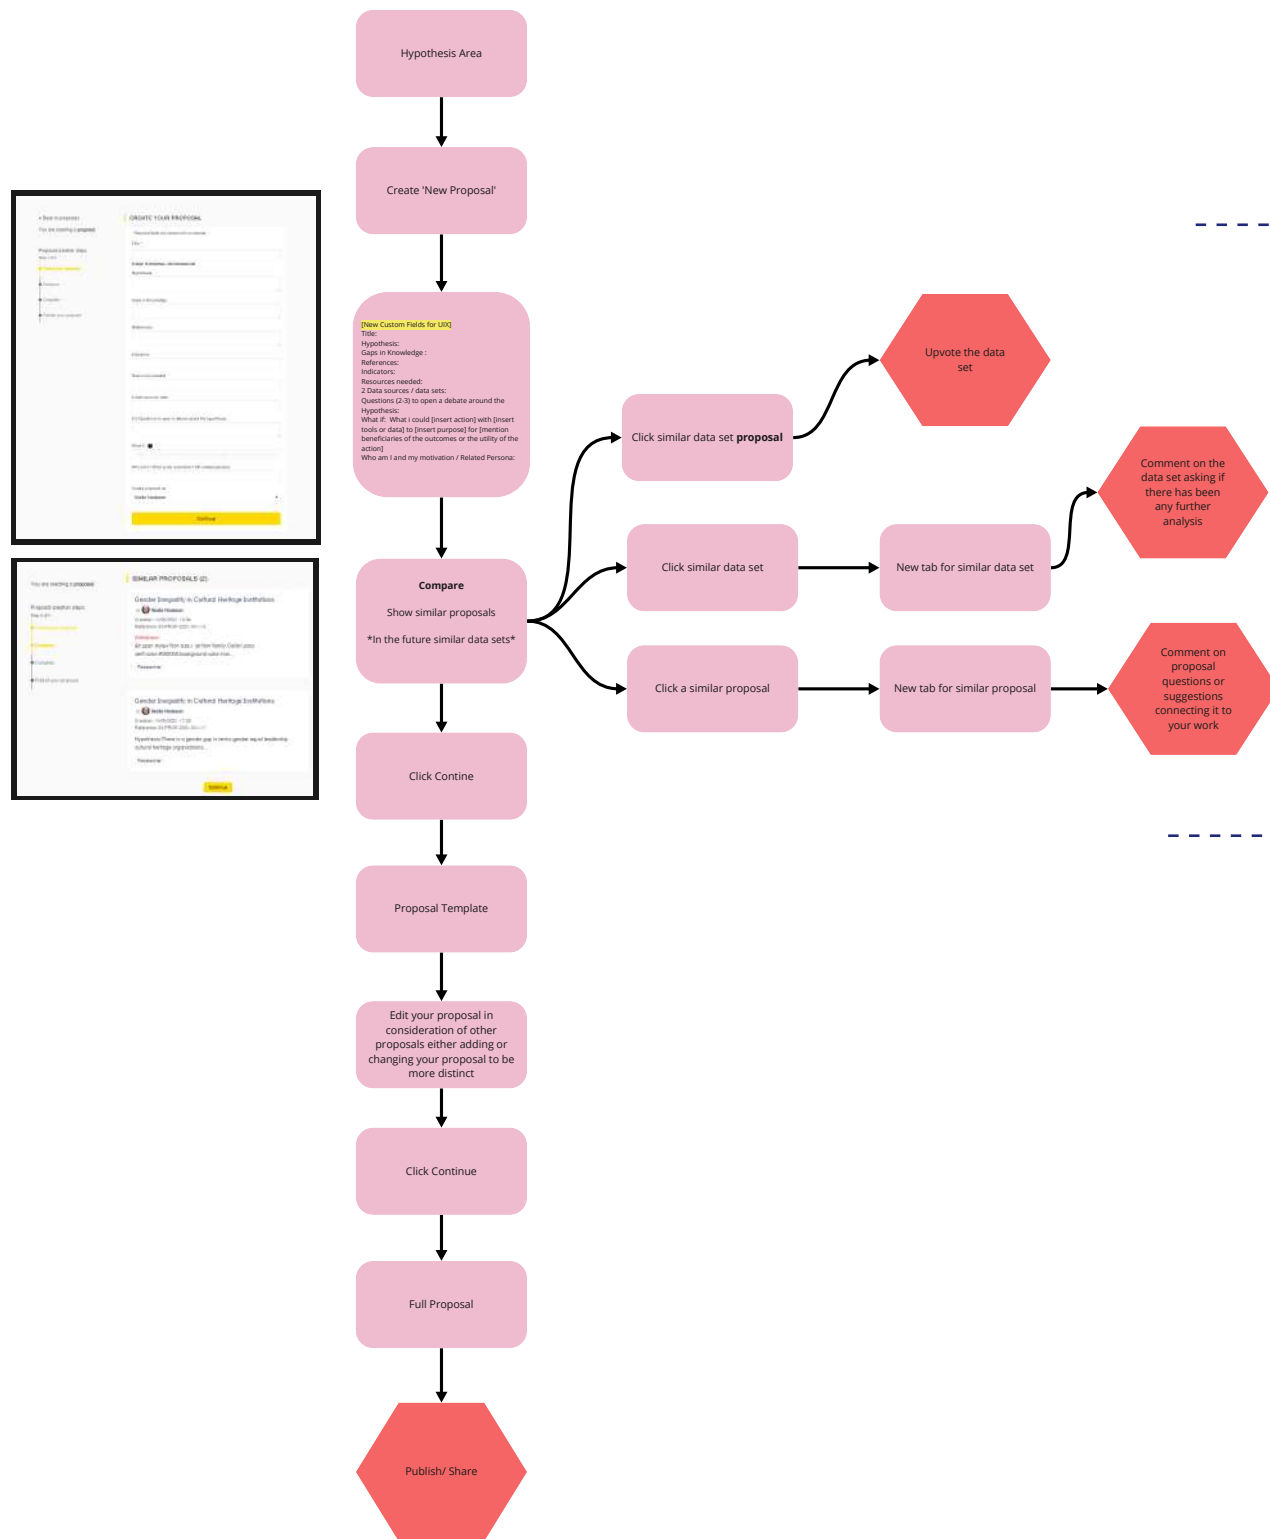 Hypothesis Area
Create 'New Proposal'
CREATE YOUR PROPOSAL
Continue
[New Custom Fields for UIX]
Title:
Hypothesis:
Gaps in Knowledge :
References:
Indicators:
Resources needed:
2 Data sources / data sets:
Questions (2-3) to open a debate around the
Hypothesis:
What if:  What i could [insert action] with [insert
tools or data] to [insert purpose] for [mention
beneficiaries of the outcomes or the utility of the
action]
Who am I and my motivation / Related Persona:
Upvote the data
set
Click similar data set proposal
Comment on the
data set asking if
there has been
any further
analysis
Click similar data set
New tab for similar data set
Compare
Show similar proposals
*In the future similar data sets*
Click a similar proposal
New tab for similar proposal
Comment on
proposal
questions or
suggestions
connecting it to
your work
SIMILAR PROPOSALS (2)
Gender Inequality in Cultural Heritage Institutions
Gender Inequality in Cultural Heritage Institutions
Continue
Click Contine
Proposal Template
Edit your proposal in
consideration of other
proposals either adding or
changing your proposal to be
more distinct
Click Continue
Full Proposal
Publish/ Share